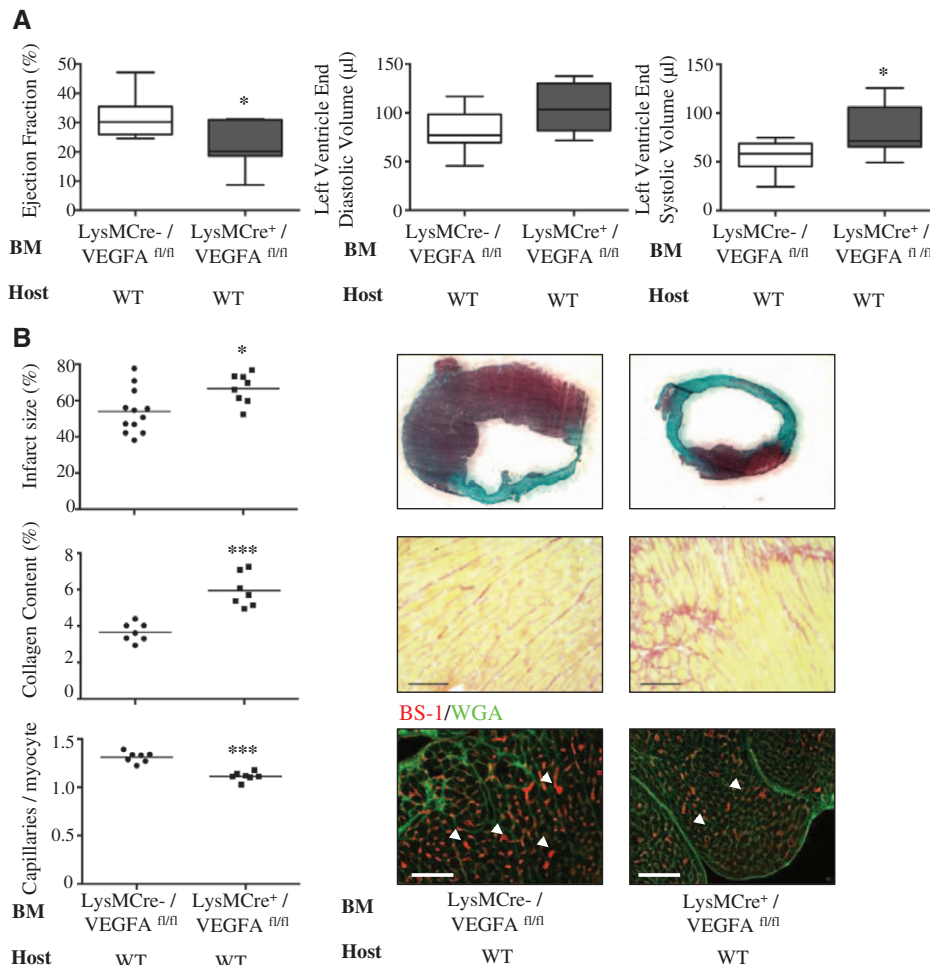 A
Ejection Fraction (%)
50
40
30
20
10
0
*
BM
LysMCre- /
VEGFA fl/fl
LysMCre+ /
VEGFA fl/fl
Host
WT
WT
Left Ventricle End
Diastolic Volume (µl)
150
100
50
0
BM
LysMCre- /
VEGFA fl/fl
LysMCre+ /
VEGFA fl/fl
Host
WT
WT
Left Ventricle End
Systolic Volume (µl)
150
100
50
0
*
BM
LysMCre- /
VEGFA fl/fl
LysMCre+ /
VEGFA fl /fl
Host
WT
WT
B
Infarct size (%)
80
60
40
20
0
*
Collagen Content (%)
8
6
4
2
0
***
BS-1/WGA
Capillaries / myocyte
1.5
1.0
0.5
0
***
BM
LysMCre- /
VEGFA fl/fl
LysMCre+ /
VEGFA fl/fl
Host
WT
WT
BM
LysMCre- /
VEGFA fl/fl
LysMCre+ /
VEGFA fl/fl
Host
WT
WT